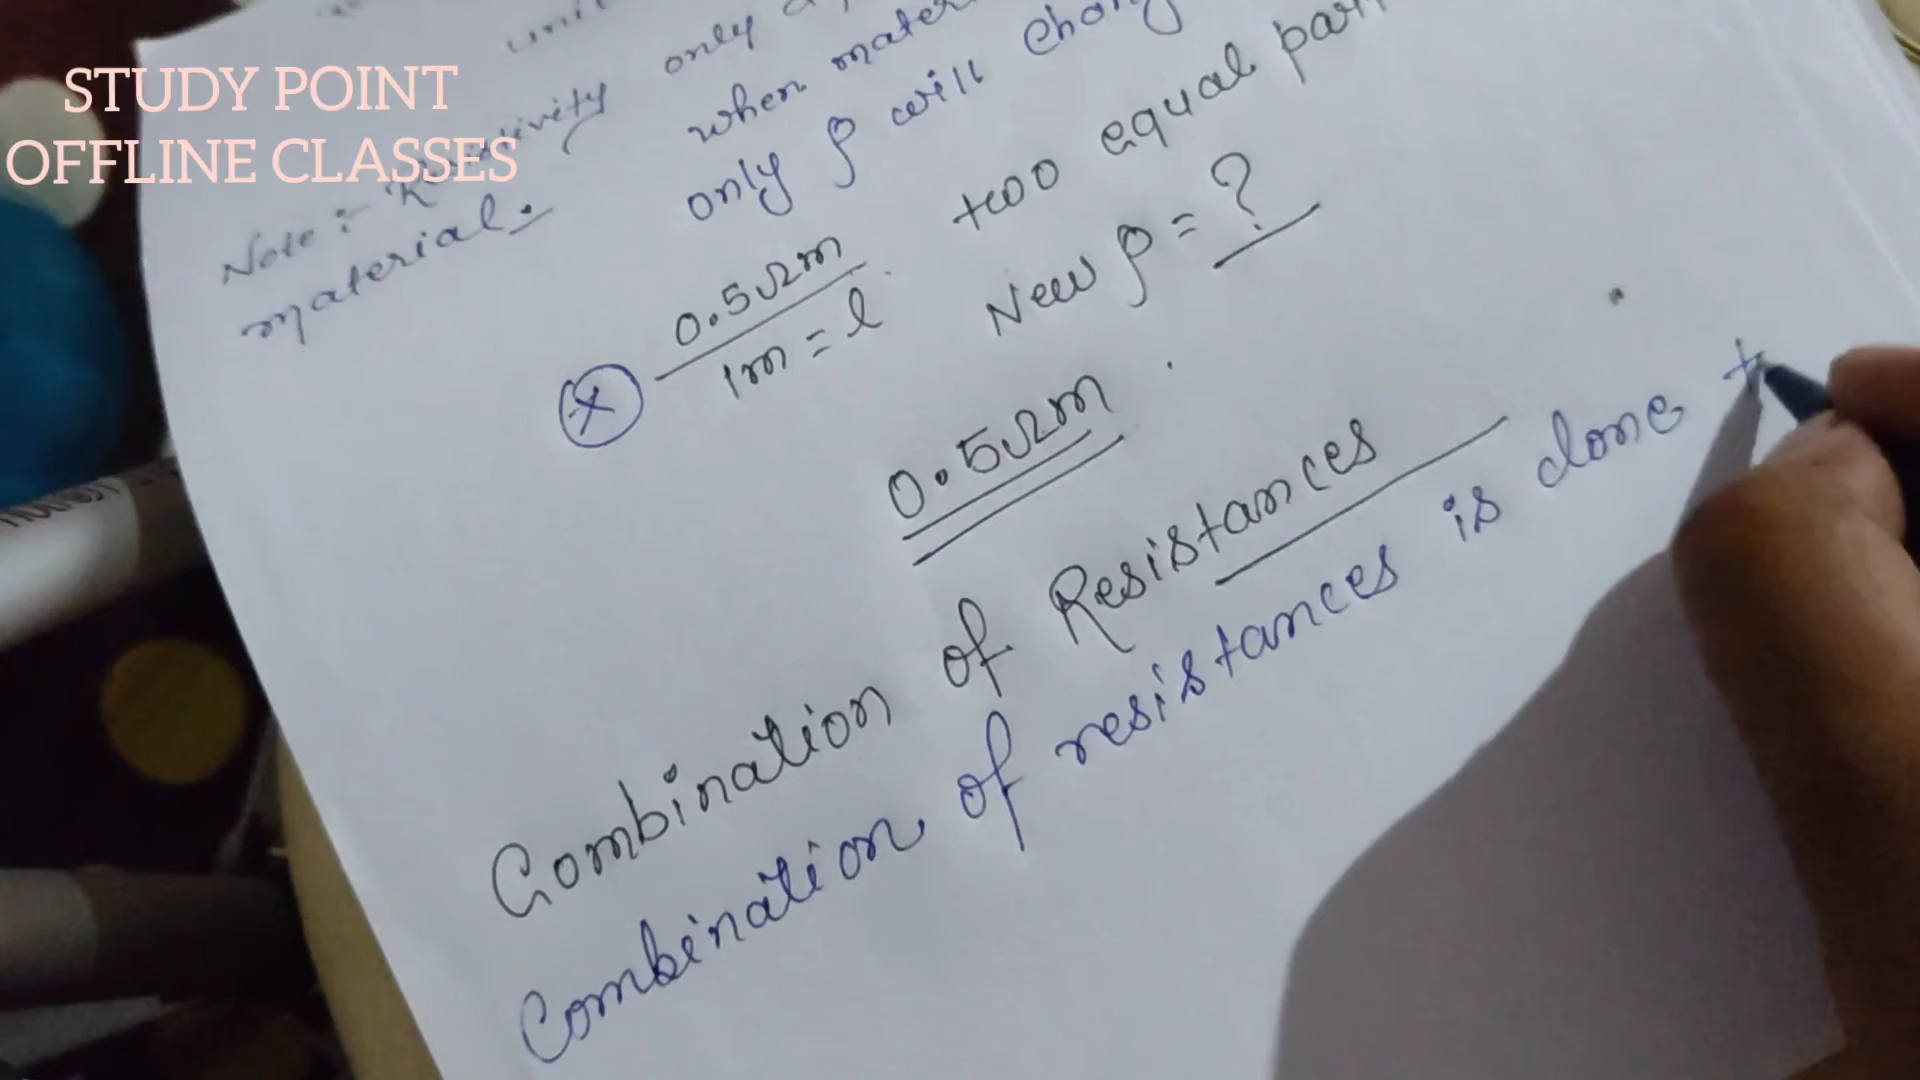 STUDY POINT
OFFLINE CLASSES
Note :- Resistivity only
material.
when
only ρ will
0.5Ωm two equal
1m = l New ρ = ?
0.5Ωm
Combination of Resistances
Combination of resistances is done